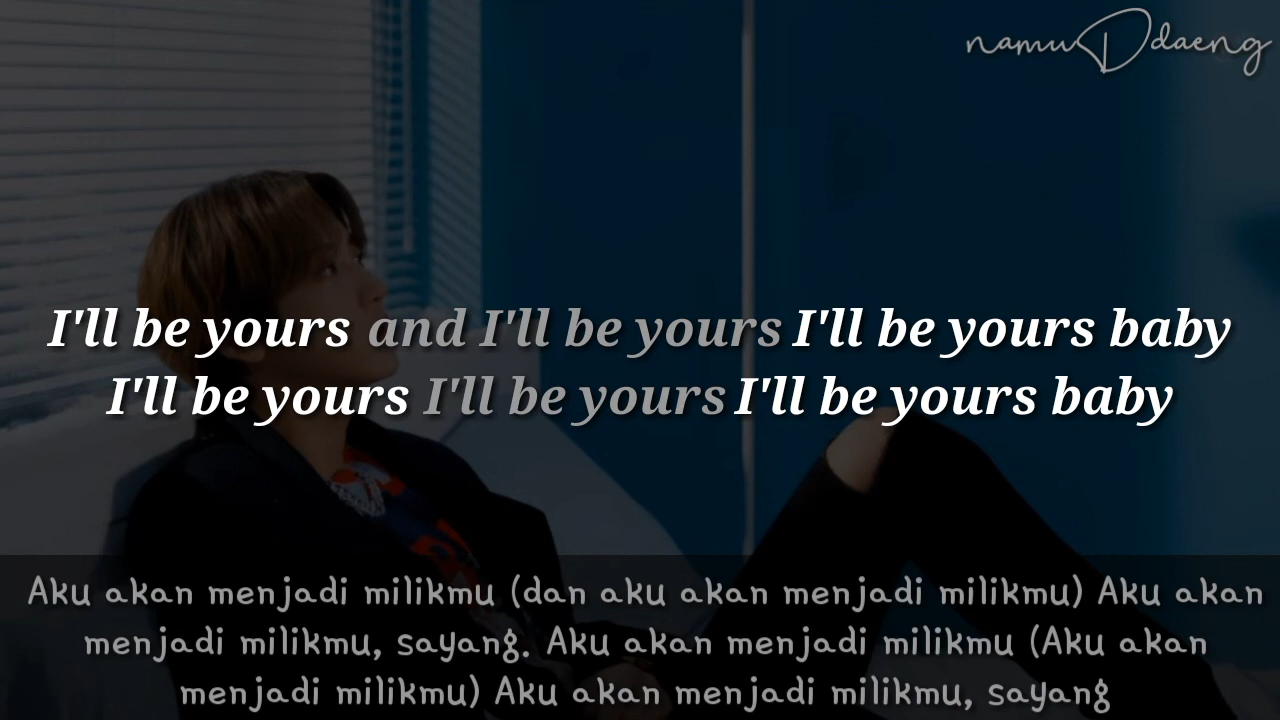 namuDdaeng
I'll be yours and I'll be yours I'll be yours baby
I'll be yours I'll be yours I'll be yours baby
Aku akan menjadi milikmu (dan aku akan menjadi milikmu) Aku akan
menjadi milikmu, sayang. Aku akan menjadi milikmu (Aku akan
menjadi milikmu) Aku akan menjadi milikmu, sayang